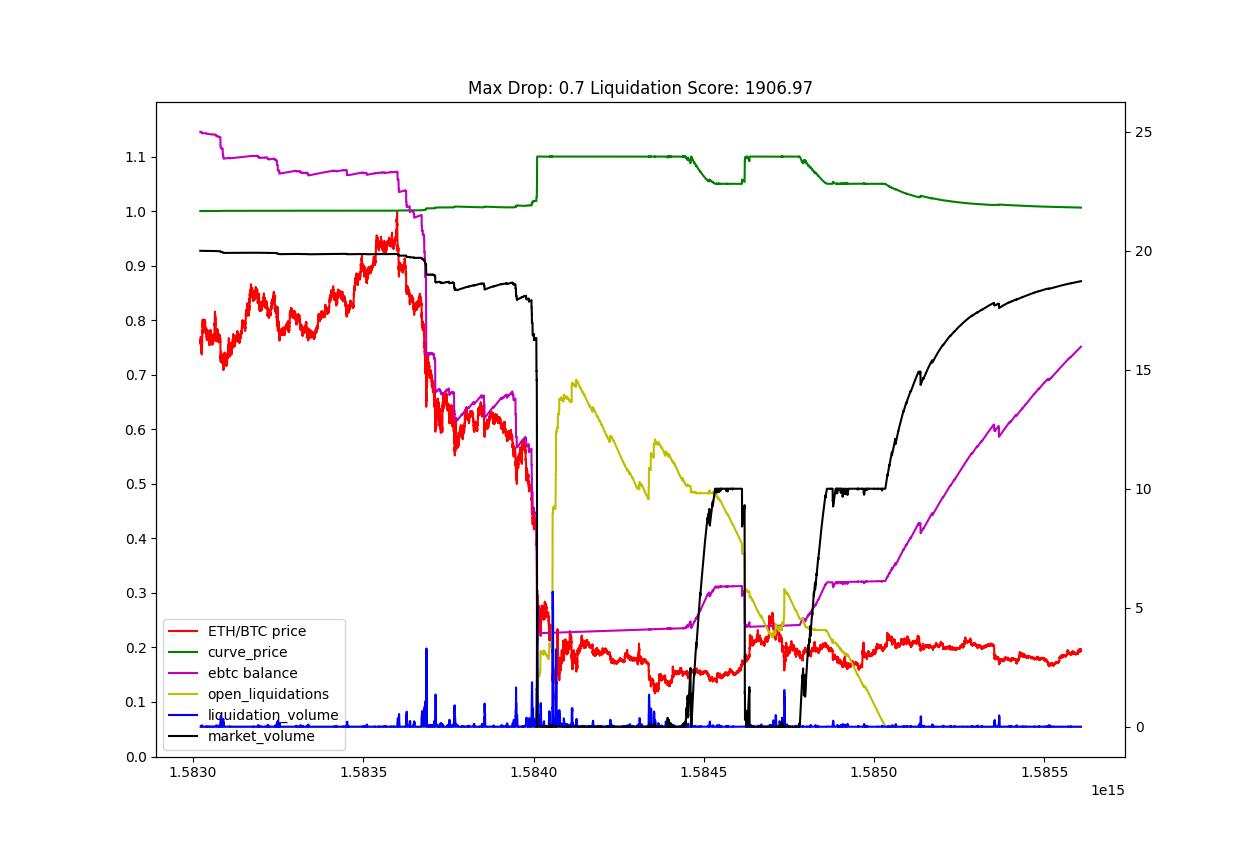 Max Drop: 0.7 Liquidation Score: 1906.97
1.1
1.0
0.9
0.8
0.7
0.6
0.5
0.4
0.3
0.2
0.1
0.0
25
20
15
10
5
0
ETH/BTC price
curve_price
ebtc balance
open_liquidations
liquidation_volume
market_volume
1.5830 1.5835 1.5840 1.5845 1.5850 1.5855
1e15